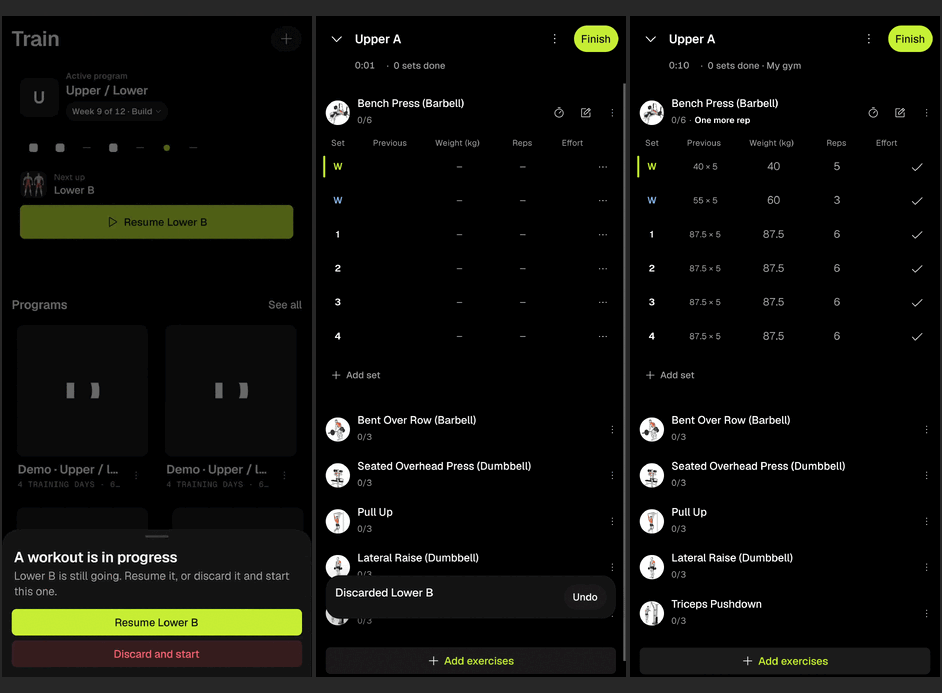 Train
Active program
U
Upper / Lower
Week 9 of 12 · Build
Next up
Lower B
Resume Lower B
Programs
See all
Demo · Upper / l...
4 TRAINING DAYS · 6...
Demo · Upper / L...
4 TRAINING DAYS · 6...
A workout is in progress
Lower B is still going. Resume it, or discard it and start
this one.
Resume Lower B
Discard and start
Upper A
Finish
0:01 · 0 sets done
Bench Press (Barbell)
0/6
Set Previous Weight (kg) Reps Effort
W – – ...
W – – ...
1 – – ...
2 – – ...
3 – – ...
4 – – ...
+ Add set
Bent Over Row (Barbell)
0/3
Seated Overhead Press (Dumbbell)
0/3
Pull Up
0/3
Lateral Raise (Dumbbell)
0/3
Discarded Lower B
Undo
0/3
+ Add exercises
Upper A
Finish
0:10 · 0 sets done · My gym
Bench Press (Barbell)
0/6 · One more rep
Set Previous Weight (kg) Reps Effort
W 40 × 5 40 5
W 55 × 5 60 3
1 87.5 × 5 87.5 6
2 87.5 × 5 87.5 6
3 87.5 × 5 87.5 6
4 87.5 × 5 87.5 6
+ Add set
Bent Over Row (Barbell)
0/3
Seated Overhead Press (Dumbbell)
0/3
Pull Up
0/3
Lateral Raise (Dumbbell)
0/3
Triceps Pushdown
0/3
+ Add exercises